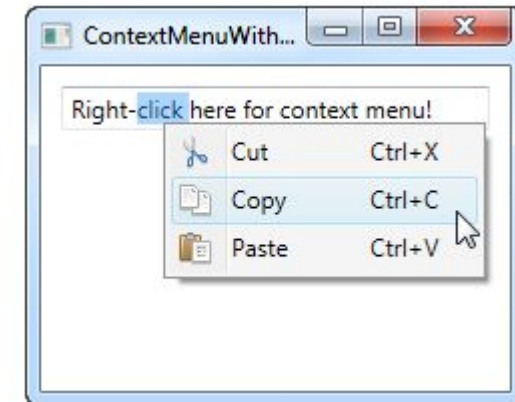 ContextMenuWith...
Right-click here for context menu!
Cut Ctrl+X
Copy Ctrl+C
Paste Ctrl+V